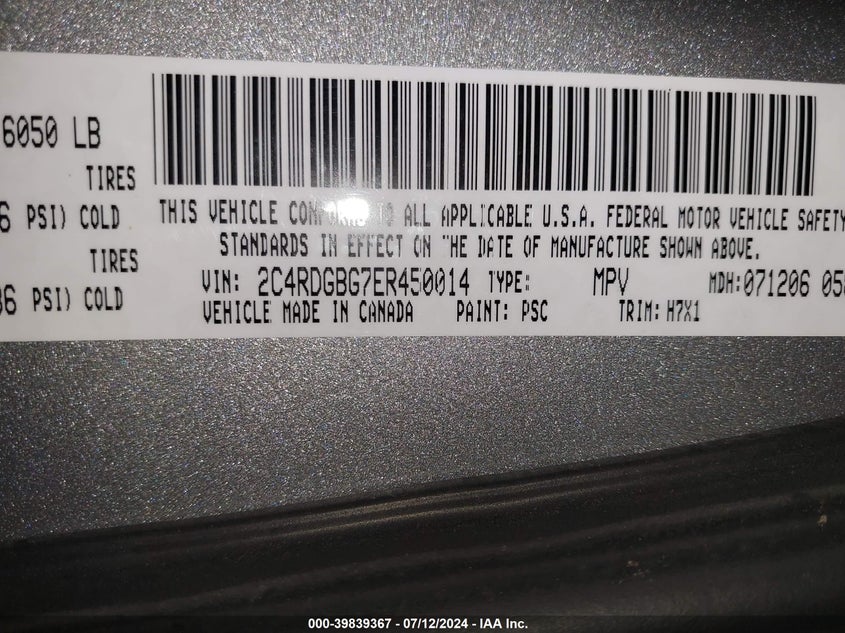 6050 LB
TIRES
6 PSI) COLD
TIRES
36 PSI) COLD
THIS VEHICLE CONFORMS TO ALL APPLICABLE U.S.A. FEDERAL MOTOR VEHICLE SAFETY
STANDARDS IN EFFECT ON THE DATE OF MANUFACTURE SHOWN ABOVE.
VIN: 2C4RDGBG7ER450014 TYPE: MPV MDH:071206 05
VEHICLE MADE IN CANADA PAINT: PSC TRIM: H7X1
000-39839367 - 07/12/2024 - IAA Inc.